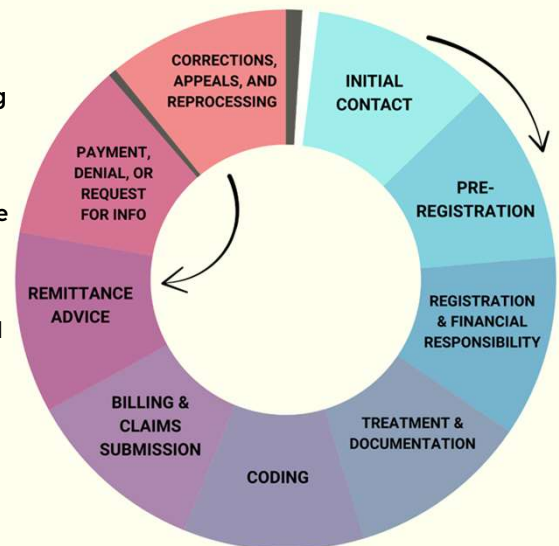 INITIAL
CONTACT
PRE-
REGISTRATION
REGISTRATION
& FINANCIAL
RESPONSIBILITY
TREATMENT &
DOCUMENTATION
CODING
BILLING &
CLAIMS
SUBMISSION
REMITTANCE
ADVICE
PAYMENT,
DENIAL, OR
REQUEST
FOR INFO
CORRECTIONS,
APPEALS, AND
REPROCESSING